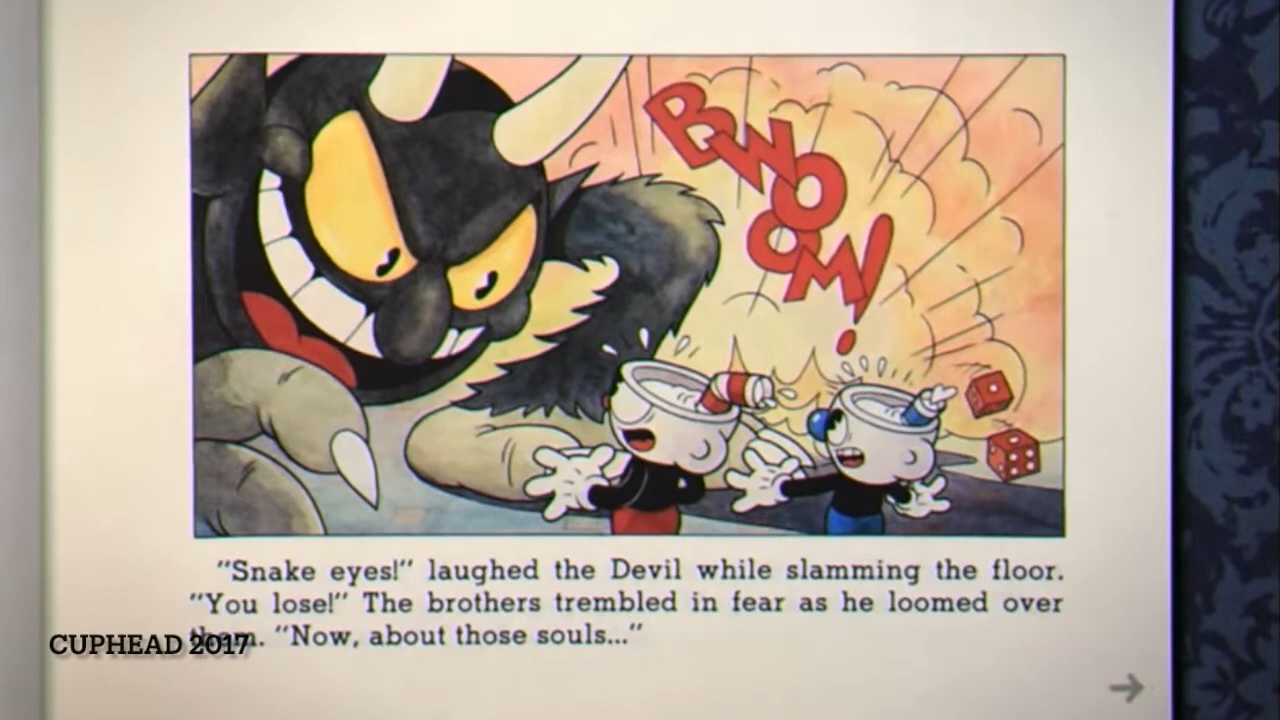 BWOOM!
"Snake eyes!" laughed the Devil while slamming the floor.
"You lose!" The brothers trembled in fear as he loomed over
them. "Now, about those souls..."
CUPHEAD 2017